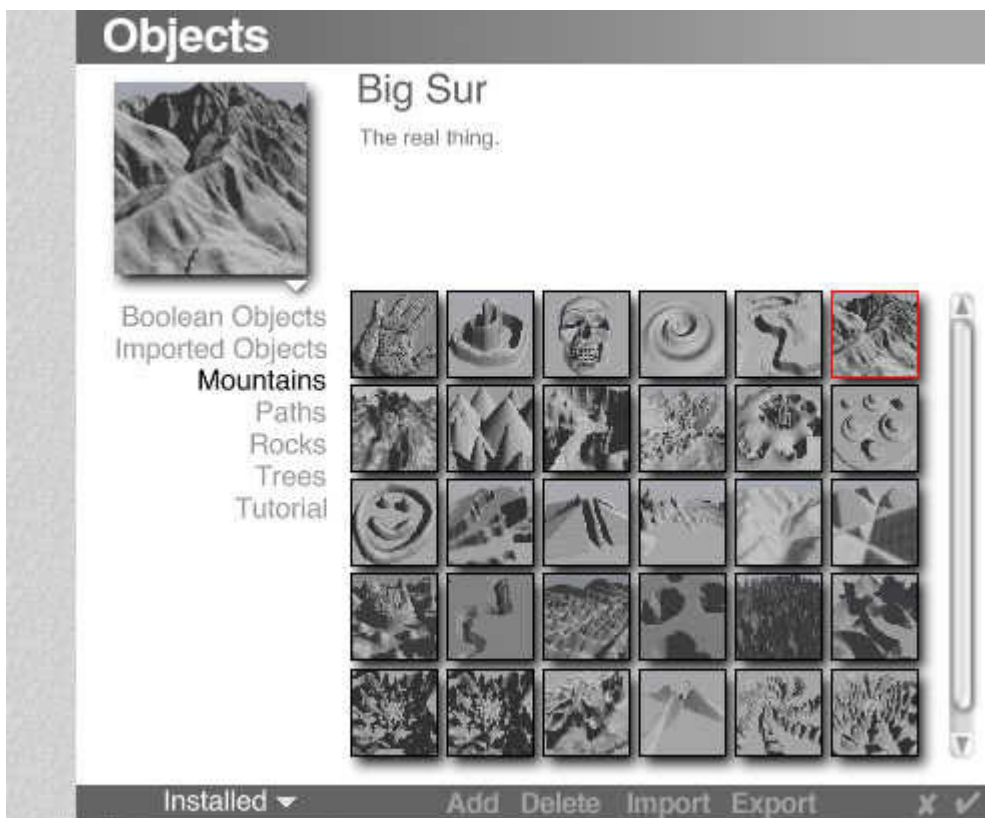 Objects
Big Sur
The real thing.
Boolean Objects
Imported Objects
Mountains
Paths
Rocks
Trees
Tutorial
Installed Add Delete Import Export